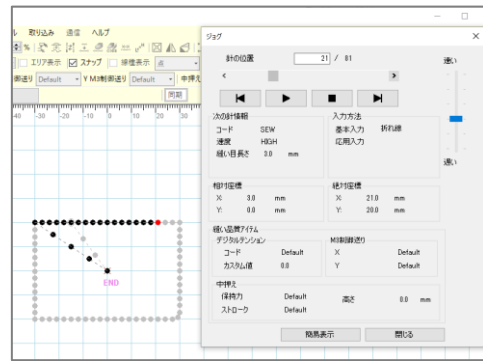 ル 取り込み 通信 ヘルプ
エリア表示 スナップ 線種表示 点
御送り Default Y M3制御送り Default 中押え
同期
40 -30 -20 -10 0 10 20 30 40
END
ジョグ
針の位置 21 / 81
速い
遅い
次の針情報
コード SEW
速度 HIGH
縫い目長さ 3.0 mm
入力方法
基本入力 折れ線
応用入力
相対座標
X: 3.0 mm
Y: 0.0 mm
絶対座標
X: 21.0 mm
Y: 20.0 mm
縫い品質アイテム
デジタルテンション
コード Default
カスタム値 0.0
M3制御送り
X Default
Y Default
中押え
保持力 Default
ストローク Default
高さ 0.0 mm
簡易表示 閉じる